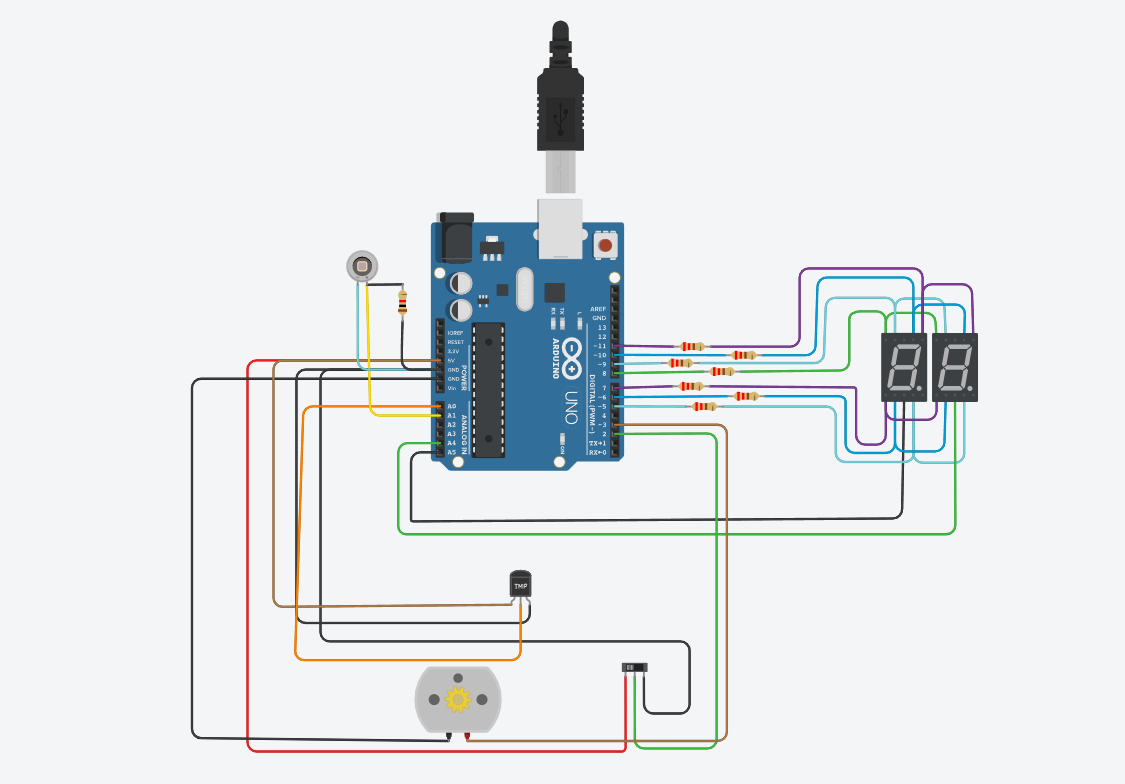 AREF
GND
13
12
~11
~10
~9
8
7
~6
~5
4
~3
2
TX→1
RX←0
DIGITAL (PWM~)
IOREF
RESET
3.3V
5V
GND
GND
Vin
POWER
A0
A1
A2
A3
A4
A5
ANALOG IN
RX
TX
L
ARDUINO
UNO
ON
TMP